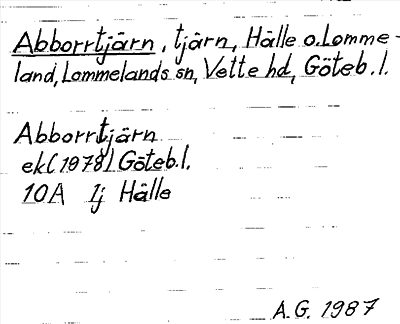 Abborrtjärn, tjärn, Hälle o. Lomme-
land, Lommelands sn, Vette hd, Göteb.l.
Abborrtjärn
ek(1978) Göteb.l.
10A 1j Hälle
A.G. 1987